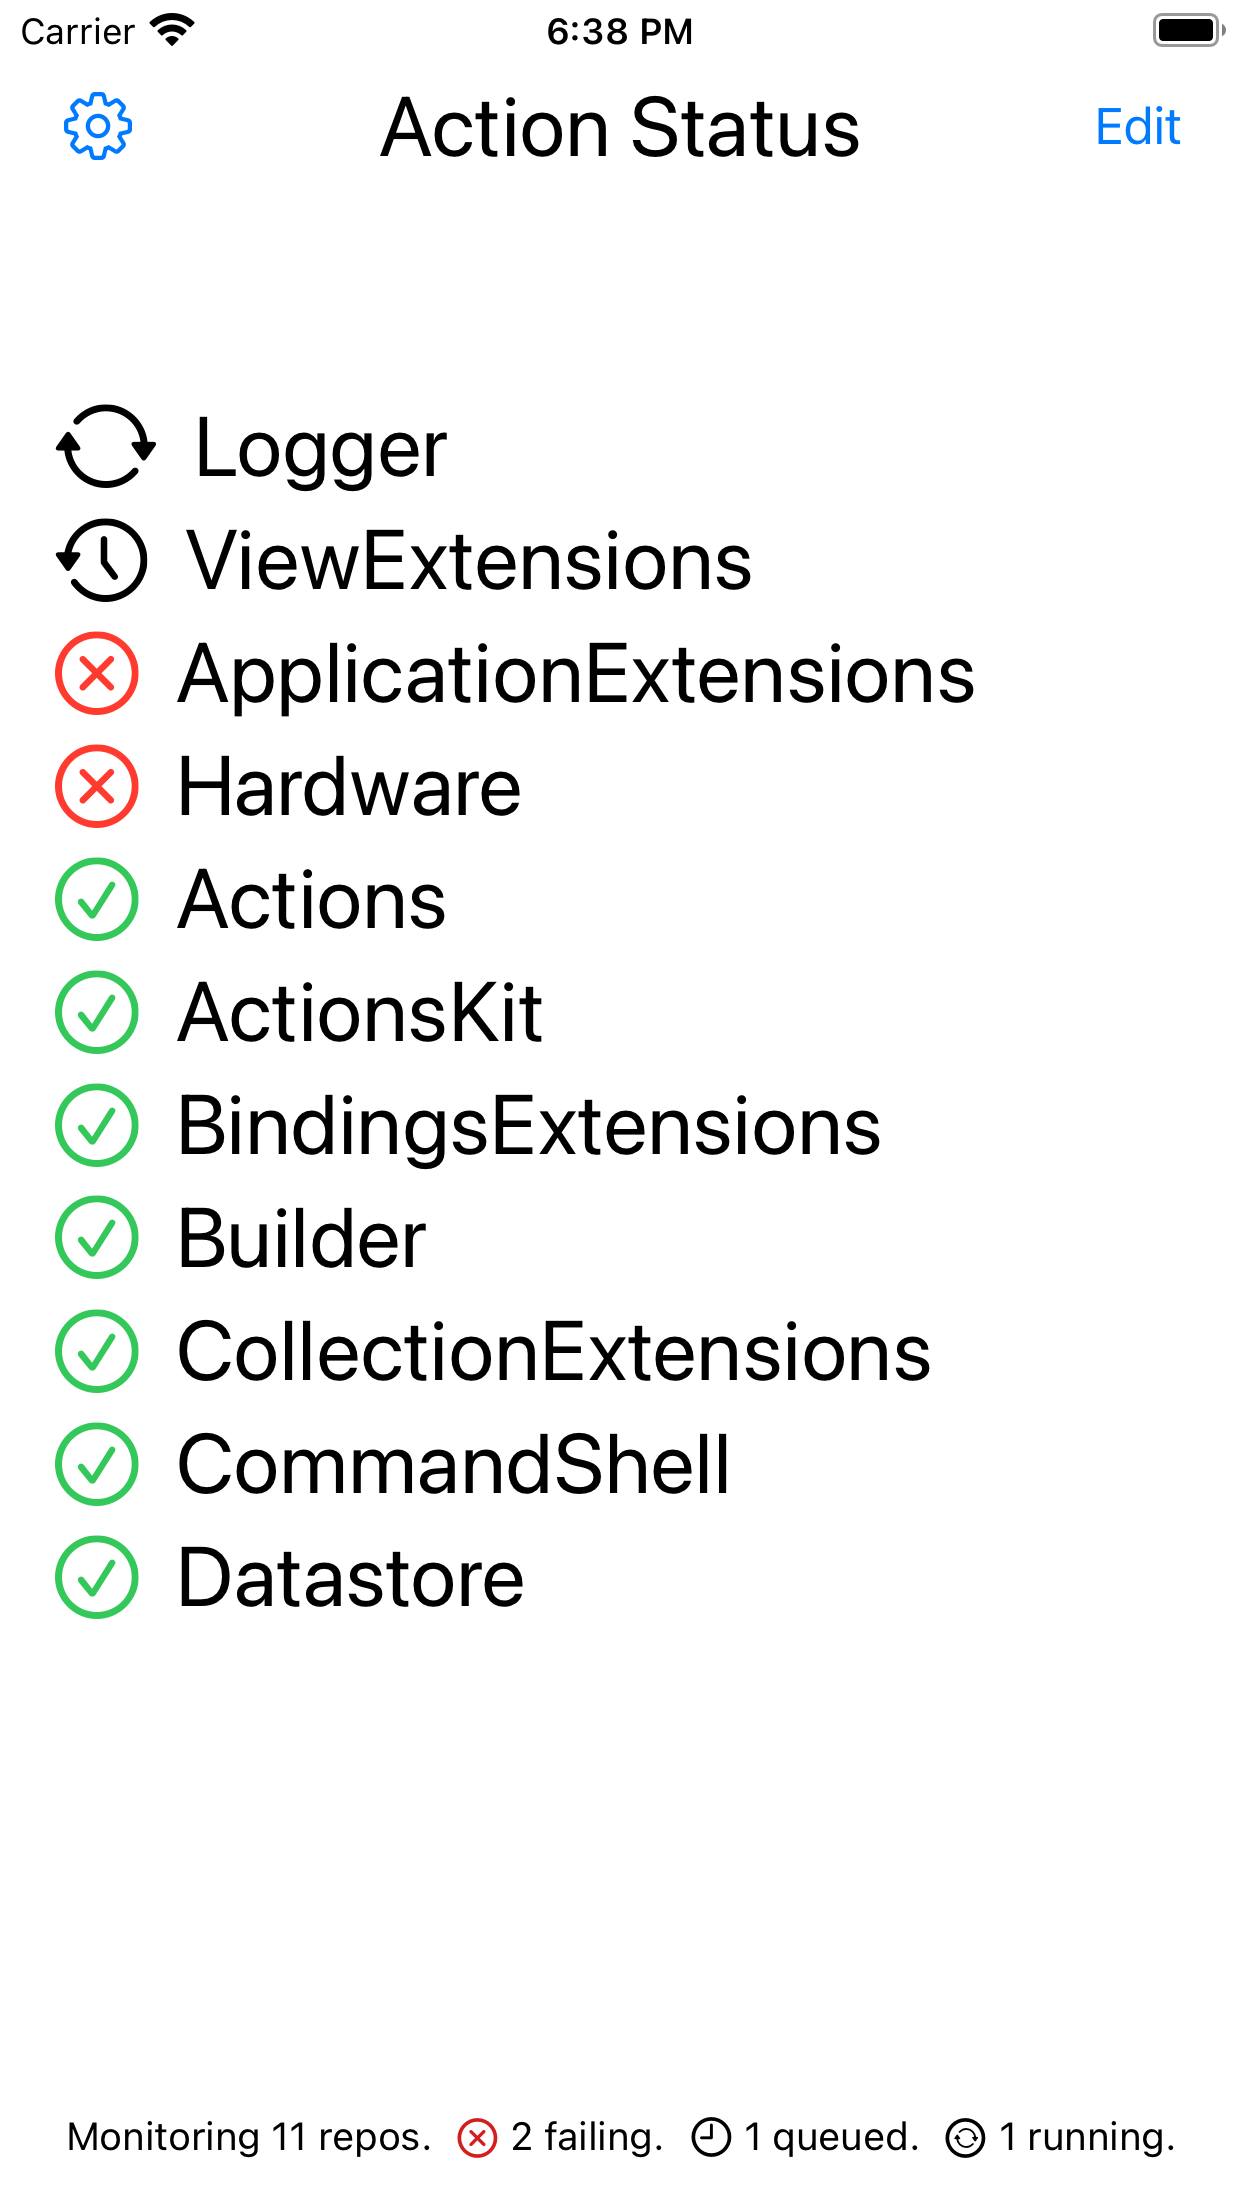 Carrier 6:38 PM
Action Status Edit
Logger
ViewExtensions
ApplicationExtensions
Hardware
Actions
ActionsKit
BindingsExtensions
Builder
CollectionExtensions
CommandShell
Datastore
Monitoring 11 repos. 2 failing. 1 queued. 1 running.